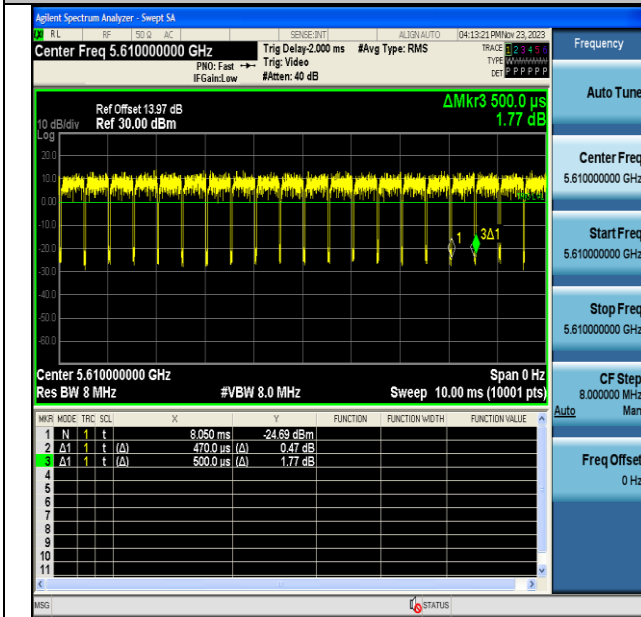 Agilent Spectrum Analyzer - Swept SA
RL RF 50 Ω AC SENSE:INT ALIGN AUTO 04:13:21 PM Nov 23, 2023
Center Freq 5.610000000 GHz
PNO: Fast
IFGain:Low
Trig Delay-2.000 ms
Trig: Video
#Atten: 40 dB
#Avg Type: RMS
TRACE 1 2 3 4 5 6
TYPE
DET P P P P P P
Ref Offset 13.97 dB
Ref 30.00 dBm
10 dB/div
Log
ΔMkr3 500.0 µs
1.77 dB
20.0
10.0
0.00
-10.0
-20.0
-30.0
-40.0
-50.0
-60.0
1
3Δ1
Center 5.610000000 GHz
Span 0 Hz
Res BW 8 MHz
#VBW 8.0 MHz
Sweep 10.00 ms (10001 pts)
MKR MODE TRC SCL X Y FUNCTION FUNCTION WIDTH FUNCTION VALUE
1 N 1 t 8.050 ms -24.69 dBm
2 Δ1 1 t (Δ) 470.0 µs (Δ) 0.47 dB
3 Δ1 1 t (Δ) 500.0 µs (Δ) 1.77 dB
4
5
6
7
8
9
10
11
MSG
STATUS
Frequency
Auto Tune
Center Freq
5.610000000 GHz
Start Freq
5.610000000 GHz
Stop Freq
5.610000000 GHz
CF Step
8.000000 MHz
Auto Man
Freq Offset
0 Hz